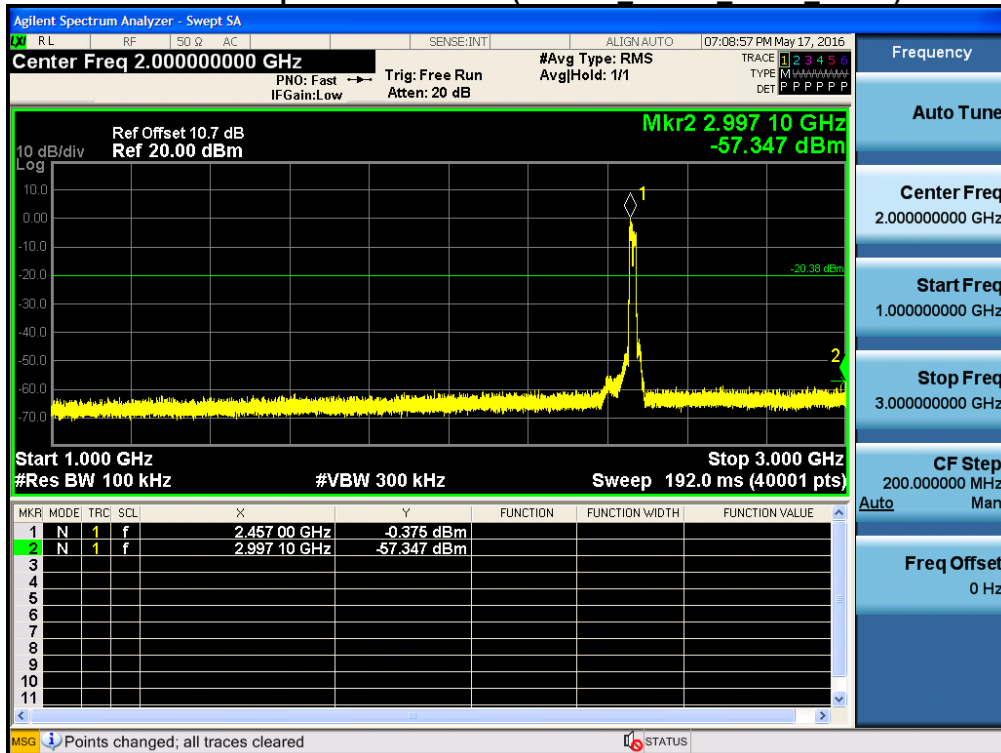 Agilent Spectrum Analyzer - Swept SA
LXI RL RF 50 Ω AC SENSE:INT ALIGN AUTO 07:08:57 PM May 17, 2016
Center Freq 2.000000000 GHz
PNO: Fast
IFGain:Low
Trig: Free Run
Atten: 20 dB
#Avg Type: RMS
Avg|Hold: 1/1
TRACE 1 2 3 4 5 6
TYPE M WWWWW
DET P P P P P P
Ref Offset 10.7 dB
10 dB/div Ref 20.00 dBm
Log
Mkr2 2.997 10 GHz
-57.347 dBm
10.0
0.00
-10.0
-20.0
-30.0
-40.0
-50.0
-60.0
-70.0
1
-20.38 dBm
2
Start 1.000 GHz Stop 3.000 GHz
#Res BW 100 kHz #VBW 300 kHz Sweep 192.0 ms (40001 pts)
MKR MODE TRC SCL X Y FUNCTION FUNCTION WIDTH FUNCTION VALUE
1 N 1 f 2.457 00 GHz -0.375 dBm
2 N 1 f 2.997 10 GHz -57.347 dBm
3
4
5
6
7
8
9
10
11
MSG Points changed; all traces cleared STATUS
Frequency
Auto Tune
Center Freq
2.000000000 GHz
Start Freq
1.000000000 GHz
Stop Freq
3.000000000 GHz
CF Step
200.000000 MHz
Auto Man
Freq Offset
0 Hz